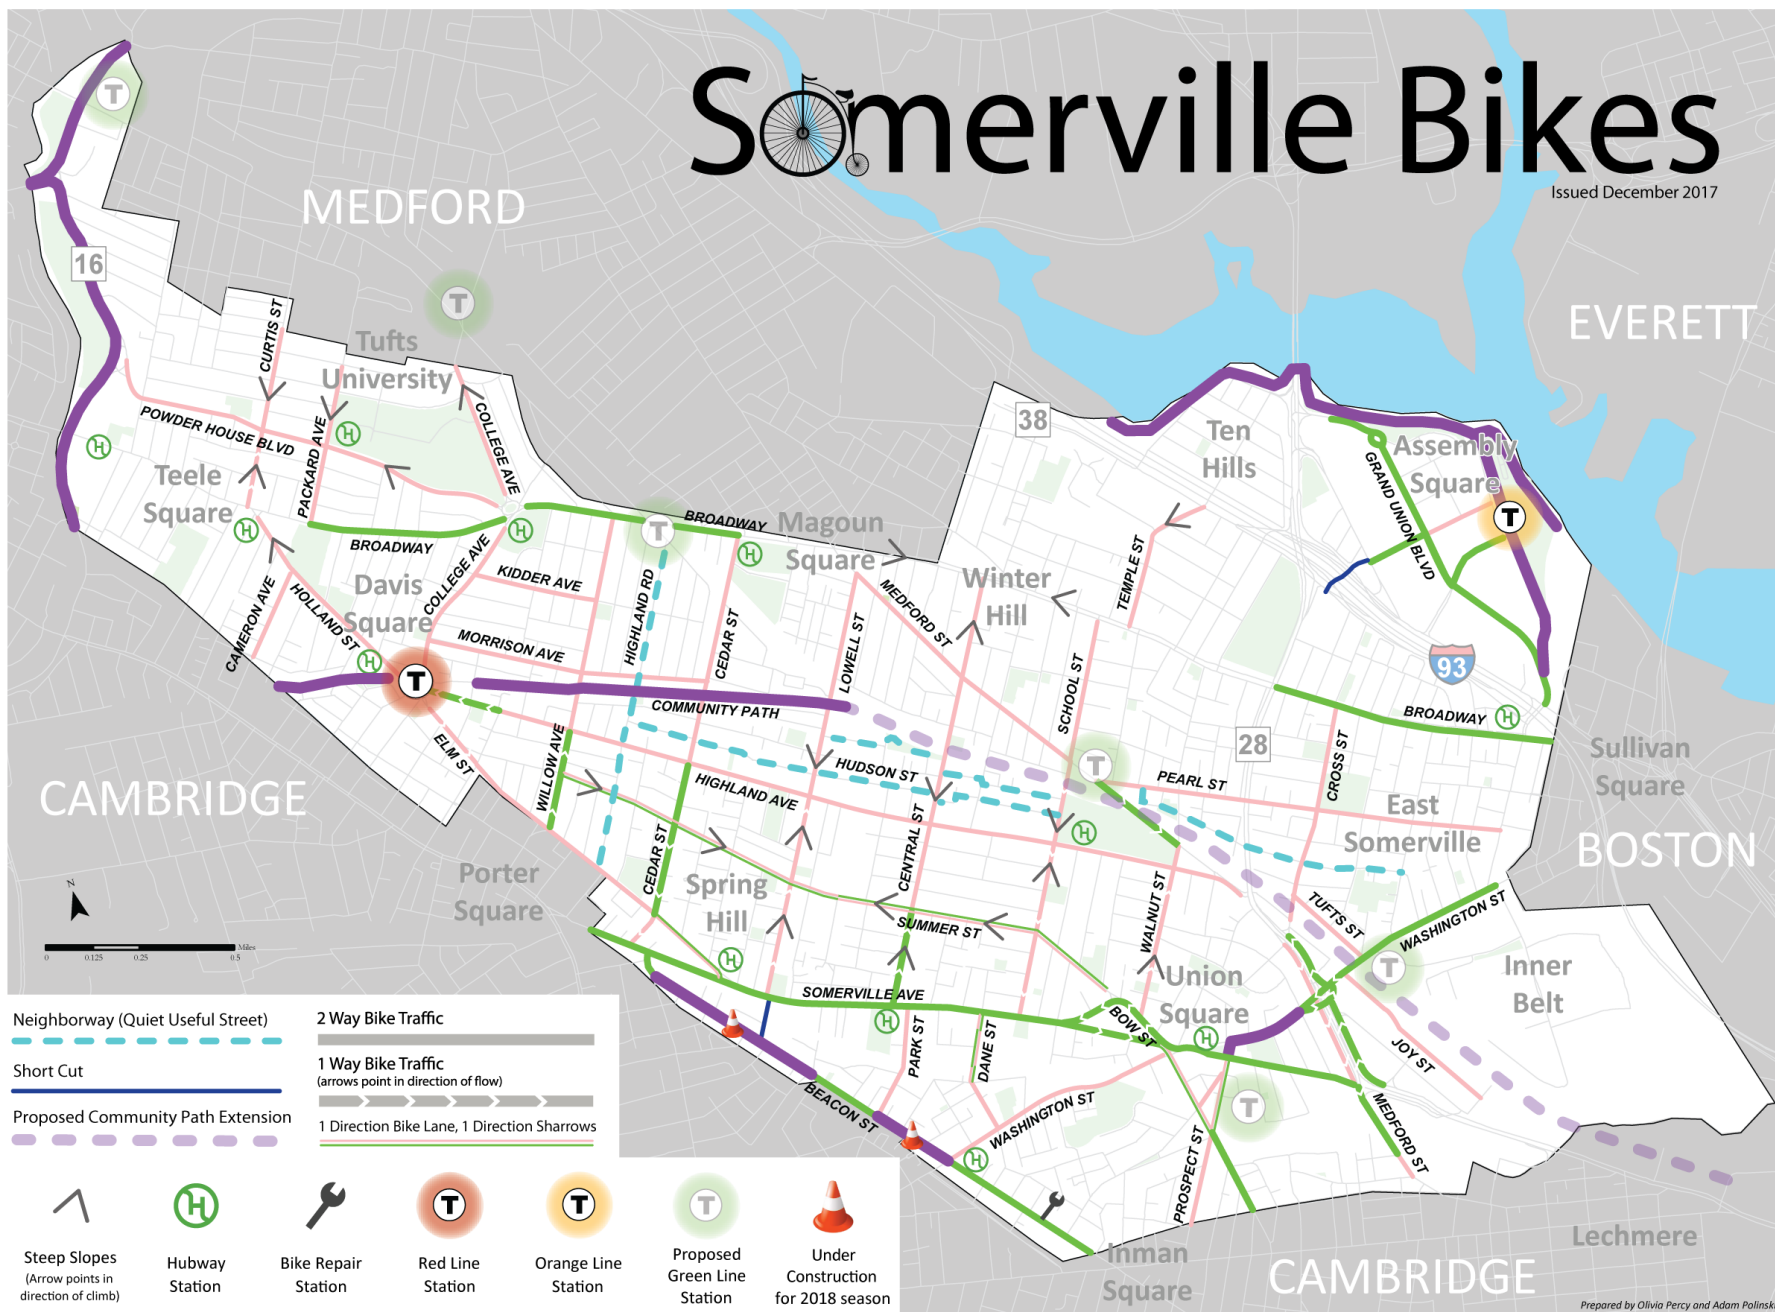 Somerville Bikes
Issued December 2017
MEDFORD
EVERETT
CAMBRIDGE
BOSTON
CAMBRIDGE
16
38
28
93
Tufts
University
Teele
Square
Davis
Square
Magoun
Square
Winter
Hill
Ten
Hills
Assembly
Square
Sullivan
Square
East
Somerville
Porter
Square
Spring
Hill
Union
Square
Inner
Belt
Inman
Square
Lechmere
CURTIS ST
POWDER HOUSE BLVD
PACKARD AVE
COLLEGE AVE
BROADWAY
BROADWAY
COLLEGE AVE
KIDDER AVE
CAMERON AVE
HOLLAND ST
MORRISON AVE
HIGHLAND RD
CEDAR ST
LOWELL ST
MEDFORD ST
TEMPLE ST
SCHOOL ST
GRAND UNION BLVD
BROADWAY
COMMUNITY PATH
ELM ST
WILLOW AVE
HIGHLAND AVE
HUDSON ST
PEARL ST
CROSS ST
CEDAR ST
CENTRAL ST
SUMMER ST
WALNUT ST
TUFTS ST
WASHINGTON ST
SOMERVILLE AVE
BOW ST
PARK ST
DANE ST
JOY ST
BEACON ST
WASHINGTON ST
MEDFORD ST
PROSPECT ST
T
T
T
T
T
T
T
T
T
H
H
H
H
H
H
H
H
H
H
H
H
N
Miles
0 0.125 0.25 0.5
Neighborway (Quiet Useful Street)
Short Cut
Proposed Community Path Extension
2 Way Bike Traffic
1 Way Bike Traffic
(arrows point in direction of flow)
1 Direction Bike Lane, 1 Direction Sharrows
H
T
T
T
Steep Slopes
(Arrow points in
direction of climb)
Hubway
Station
Bike Repair
Station
Red Line
Station
Orange Line
Station
Proposed
Green Line
Station
Under
Construction
for 2018 season
Prepared by Olivia Percy and Adam Polinski